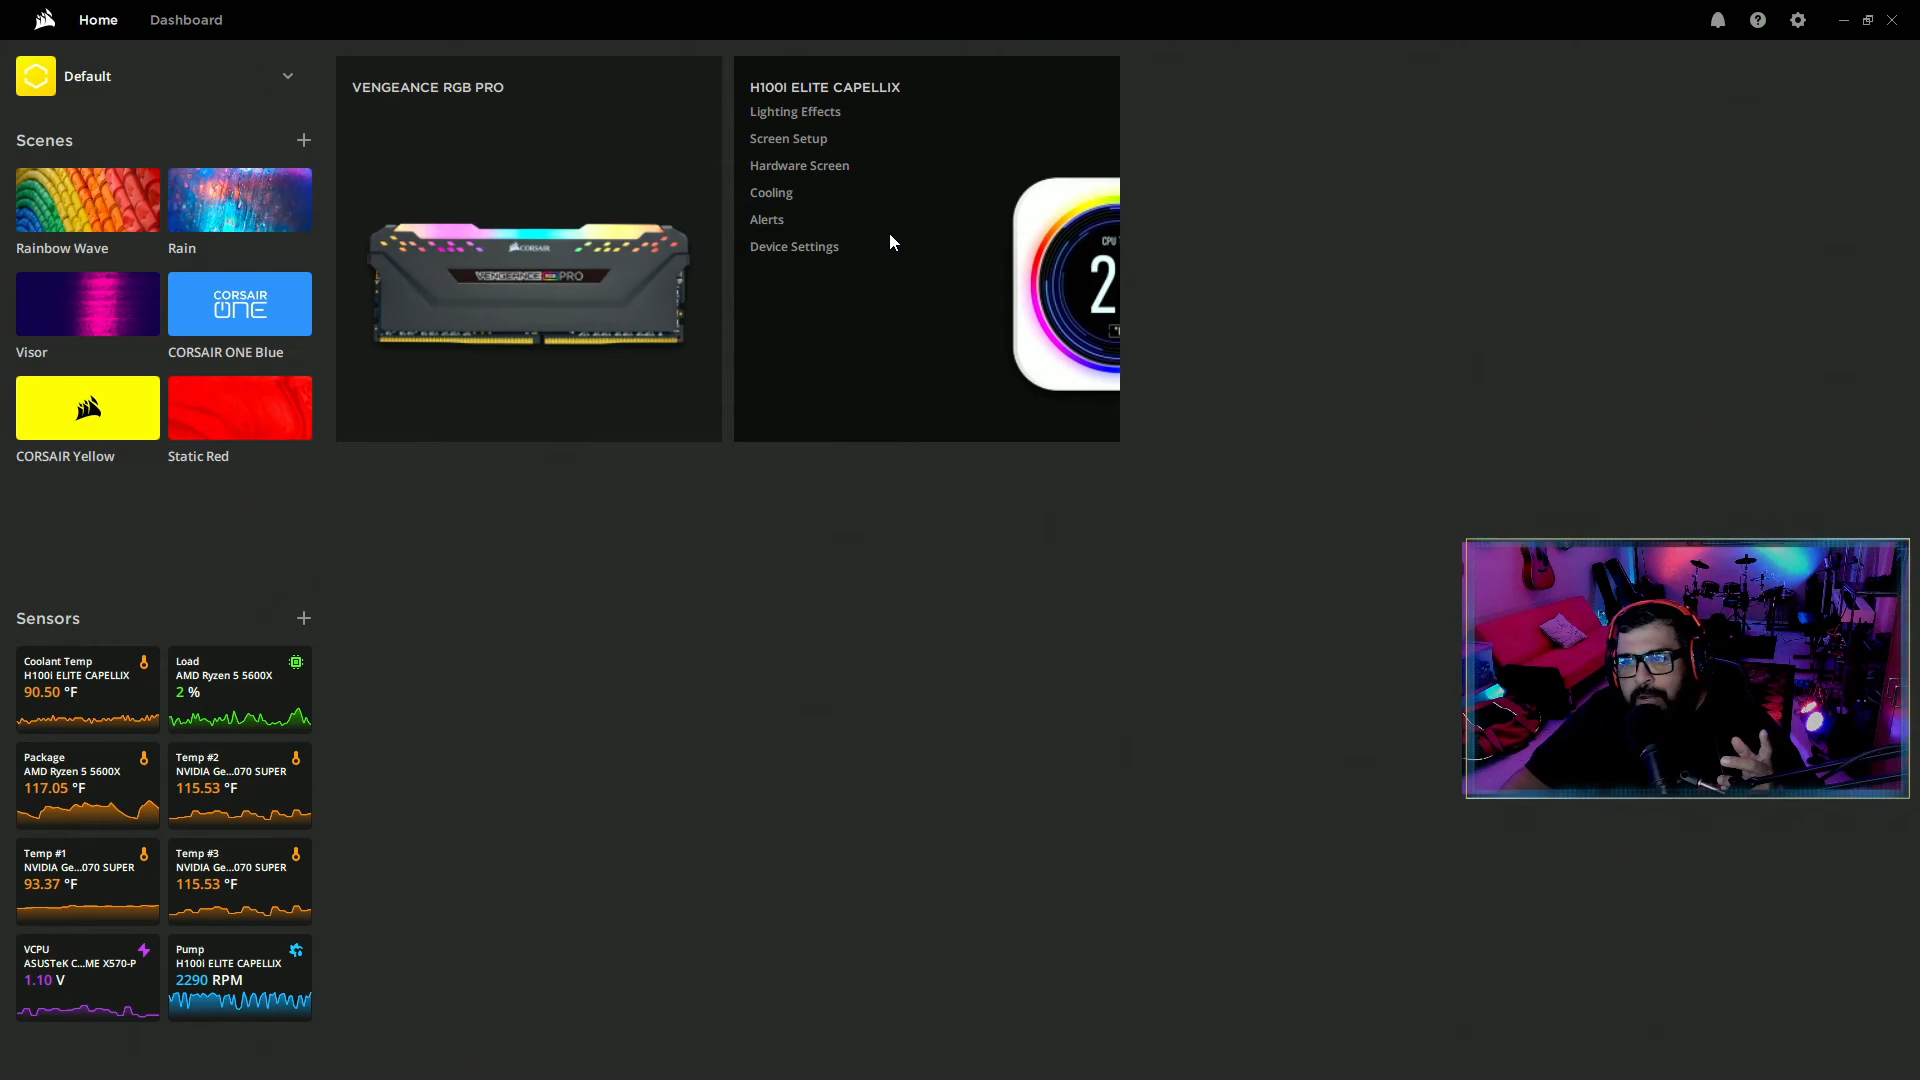 Home
Dashboard
Default
Scenes
Rainbow Wave
Rain
CORSAIR
ONE
Visor
CORSAIR ONE Blue
CORSAIR Yellow
Static Red
VENGEANCE RGB PRO
CORSAIR
VENGEANCE RGB PRO
H100I ELITE CAPELLIX
Lighting Effects
Screen Setup
Hardware Screen
Cooling
Alerts
Device Settings
CPU
2
Sensors
Coolant Temp
H100i ELITE CAPELLIX
90.50 °F
Load
AMD Ryzen 5 5600X
2 %
Package
AMD Ryzen 5 5600X
117.05 °F
Temp #2
NVIDIA Ge...070 SUPER
115.53 °F
Temp #1
NVIDIA Ge...070 SUPER
93.37 °F
Temp #3
NVIDIA Ge...070 SUPER
115.53 °F
VCPU
ASUSTeK C...ME X570-P
1.10 V
Pump
H100i ELITE CAPELLIX
2290 RPM